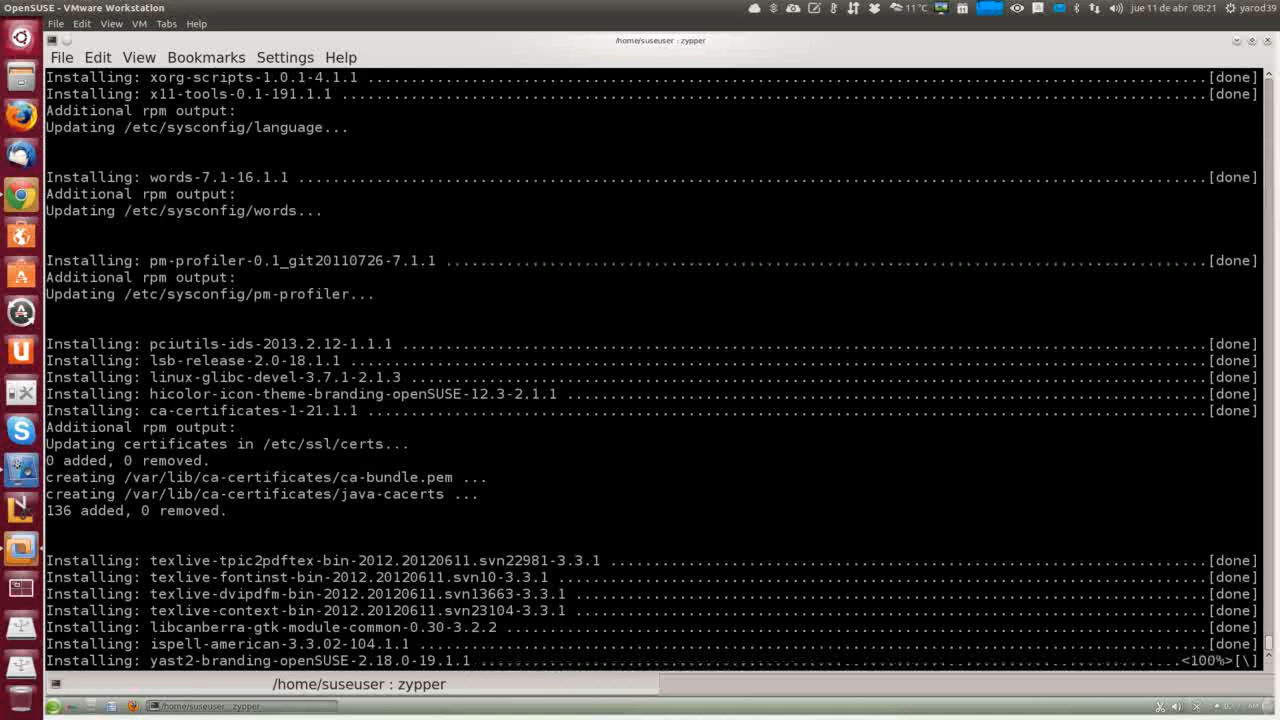 OpenSUSE - VMware Workstation
11°C
jue 11 de abr 08:21 yarod39
File Edit View VM Tabs Help
/home/suseuser : zypper
File Edit View Bookmarks Settings Help
Installing: xorg-scripts-1.0.1-4.1.1 ....................................................................................................[done]
Installing: x11-tools-0.1-191.1.1 .......................................................................................................[done]
Additional rpm output:
Updating /etc/sysconfig/language...
Installing: words-7.1-16.1.1 ............................................................................................................[done]
Additional rpm output:
Updating /etc/sysconfig/words...
Installing: pm-profiler-0.1_git20110726-7.1.1 ...........................................................................................[done]
Additional rpm output:
Updating /etc/sysconfig/pm-profiler...
Installing: pciutils-ids-2013.2.12-1.1.1 ................................................................................................[done]
Installing: lsb-release-2.0-18.1.1 ......................................................................................................[done]
Installing: linux-glibc-devel-3.7.1-2.1.3 ...............................................................................................[done]
Installing: hicolor-icon-theme-branding-openSUSE-12.3-2.1.1 .............................................................................[done]
Installing: ca-certificates-1-21.1.1 ....................................................................................................[done]
Additional rpm output:
Updating certificates in /etc/ssl/certs...
0 added, 0 removed.
creating /var/lib/ca-certificates/ca-bundle.pem ...
creating /var/lib/ca-certificates/java-cacerts ...
136 added, 0 removed.
Installing: texlive-tpic2pdftex-bin-2012.20120611.svn22981-3.3.1 ........................................................................[done]
Installing: texlive-fontinst-bin-2012.20120611.svn10-3.3.1 ..............................................................................[done]
Installing: texlive-dvipdfm-bin-2012.20120611.svn13663-3.3.1 ............................................................................[done]
Installing: texlive-context-bin-2012.20120611.svn23104-3.3.1 ............................................................................[done]
Installing: libcanberra-gtk-module-common-0.30-3.2.2 ....................................................................................[done]
Installing: ispell-american-3.3.02-104.1.1 ..............................................................................................[done]
Installing: yast2-branding-openSUSE-2.18.0-19.1.1 ....................................................................................<100%>[\]
/home/suseuser : zypper
/home/suseuser : zypper